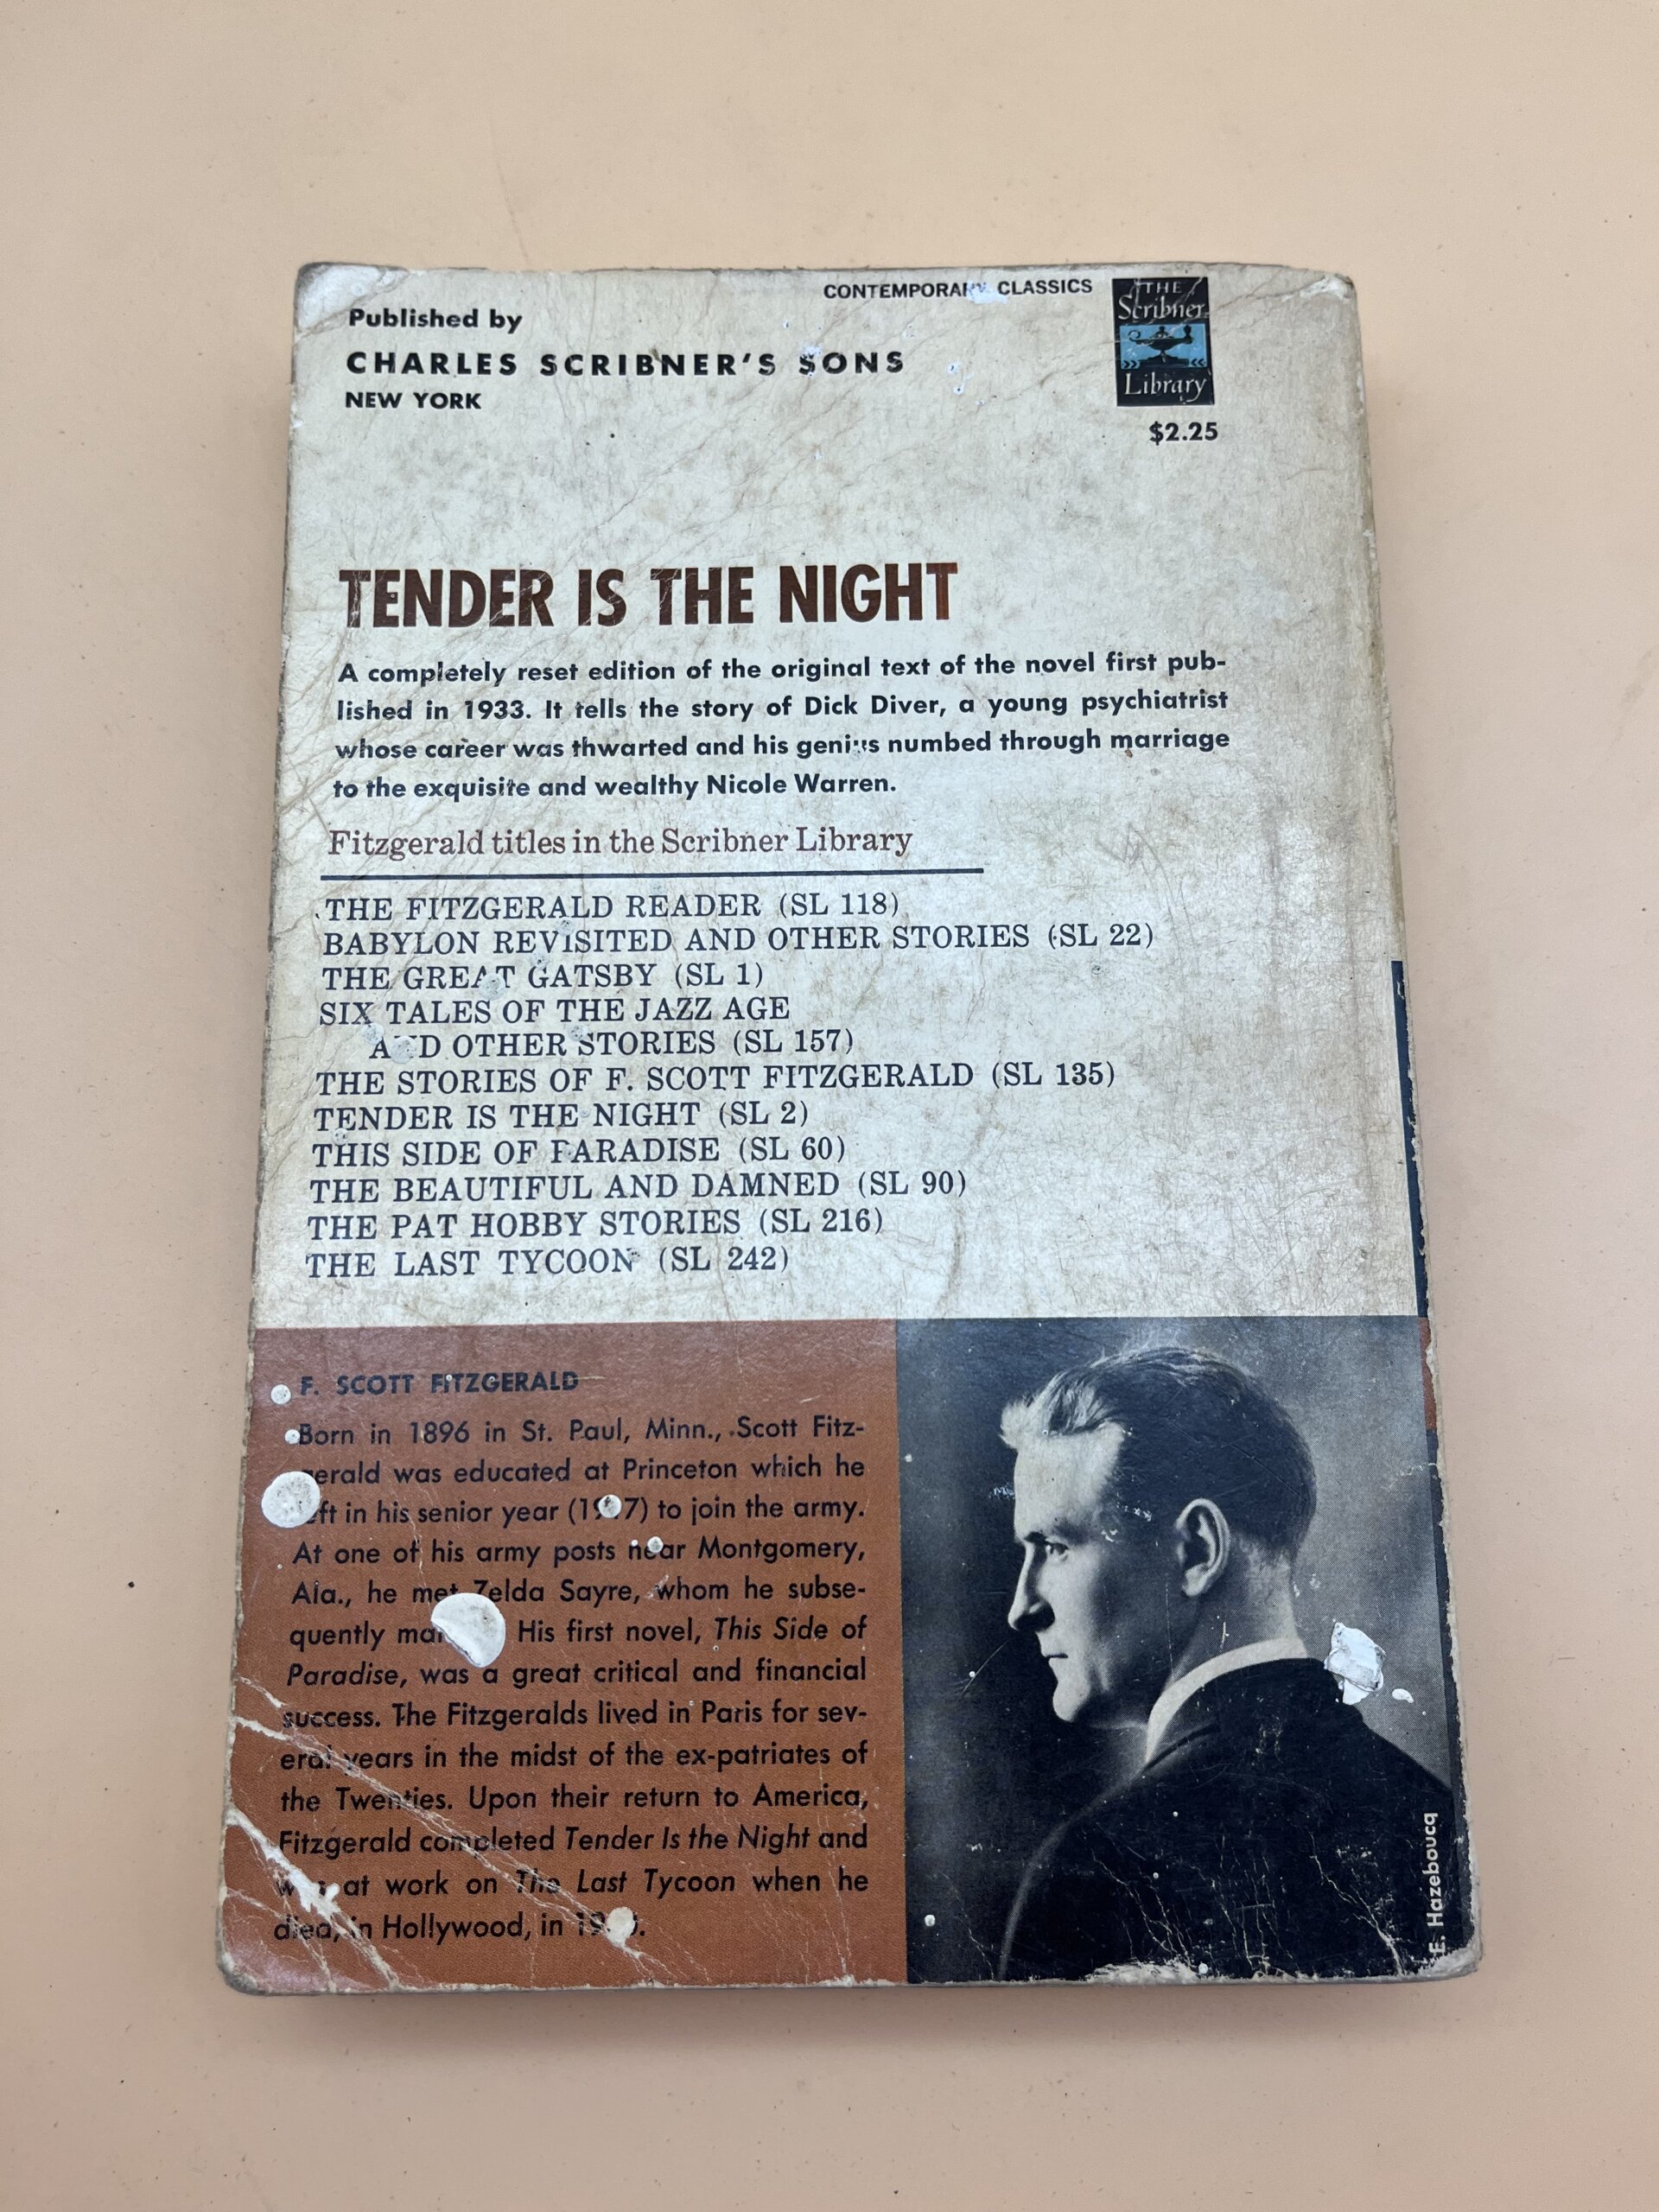 CONTEMPORARY CLASSICS
THE
Scribner
Library
$2.25
Published by
CHARLES SCRIBNER'S SONS
NEW YORK
TENDER IS THE NIGHT
A completely reset edition of the original text of the novel first pub-
lished in 1933. It tells the story of Dick Diver, a young psychiatrist
whose career was thwarted and his genius numbed through marriage
to the exquisite and wealthy Nicole Warren.
Fitzgerald titles in the Scribner Library
THE FITZGERALD READER (SL 118)
BABYLON REVISITED AND OTHER STORIES (SL 22)
THE GREAT GATSBY (SL 1)
SIX TALES OF THE JAZZ AGE
AND OTHER STORIES (SL 157)
THE STORIES OF F. SCOTT FITZGERALD (SL 135)
TENDER IS THE NIGHT (SL 2)
THIS SIDE OF PARADISE (SL 60)
THE BEAUTIFUL AND DAMNED (SL 90)
THE PAT HOBBY STORIES (SL 216)
THE LAST TYCOON (SL 242)
F. SCOTT FITZGERALD
Born in 1896 in St. Paul, Minn., Scott Fitz-
gerald was educated at Princeton which he
left in his senior year (1917) to join the army.
At one of his army posts near Montgomery,
Ala., he met Zelda Sayre, whom he subse-
quently His first novel, This Side of
Paradise, was a great critical and financial
success. The Fitzgeralds lived in Paris for sev-
eral years in the midst of the ex-patriates of
the Twenties. Upon their return to America,
Fitzgerald completed Tender Is the Night and
was at work on The Last Tycoon when he
died, in Hollywood, in
E. Hazeboucq